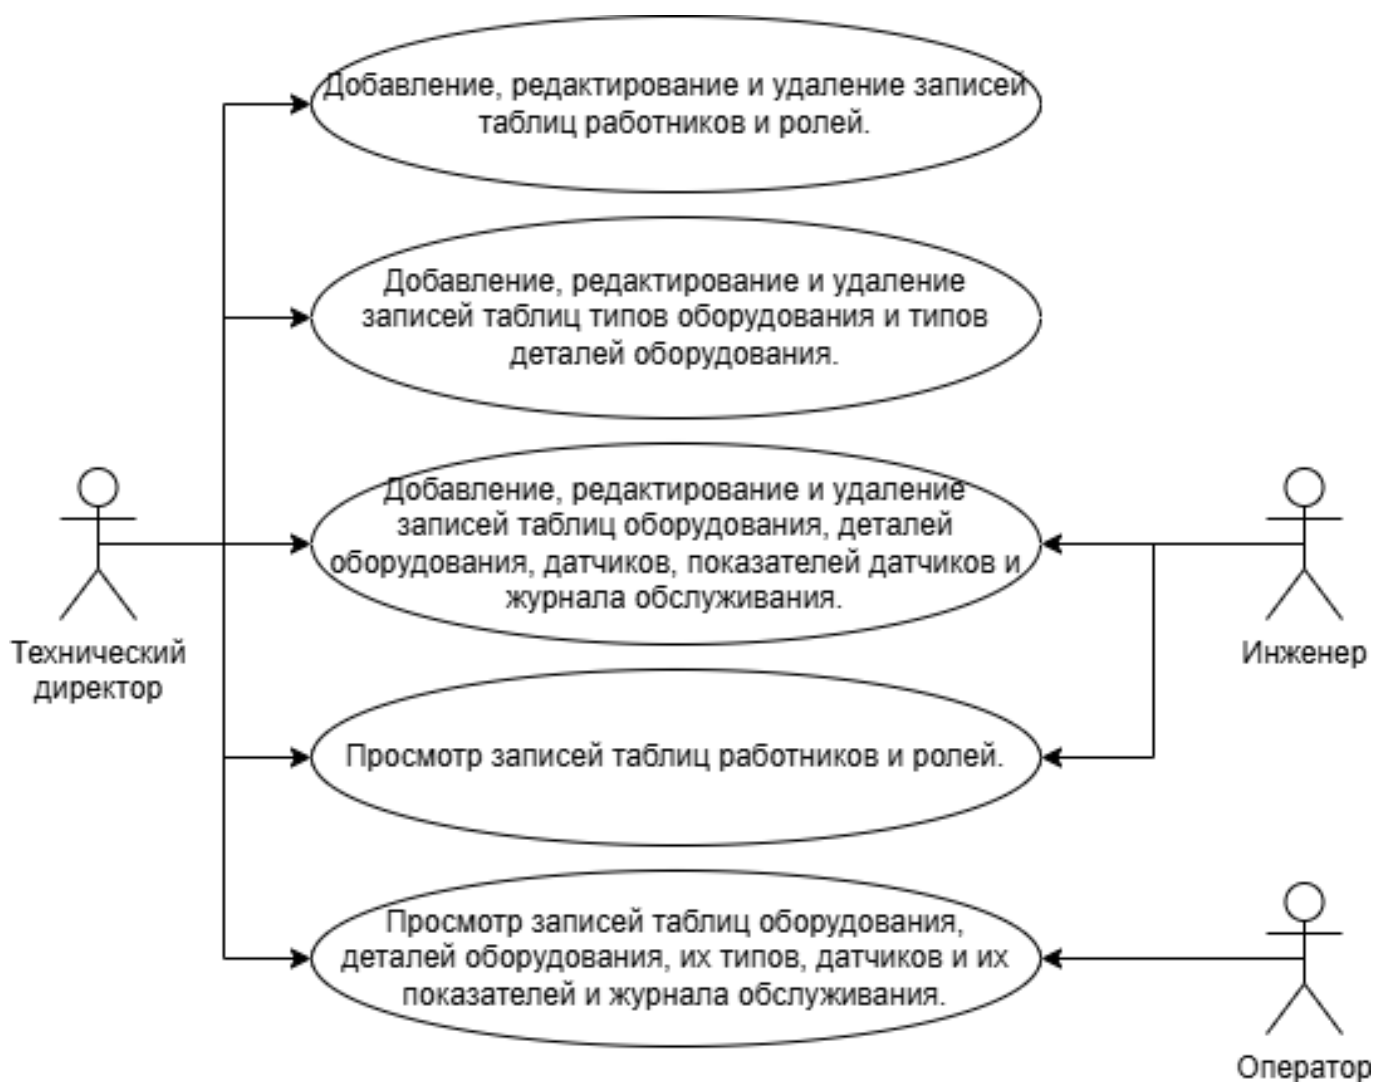 Добавление, редактирование и удаление записей
таблиц работников и ролей.
Добавление, редактирование и удаление
записей таблиц типов оборудования и типов
деталей оборудования.
Добавление, редактирование и удаление
записей таблиц оборудования, деталей
оборудования, датчиков, показателей датчиков и
журнала обслуживания.
Технический
директор
Инженер
Просмотр записей таблиц работников и ролей.
Просмотр записей таблиц оборудования,
деталей оборудования, их типов, датчиков и их
показателей и журнала обслуживания.
Оператор